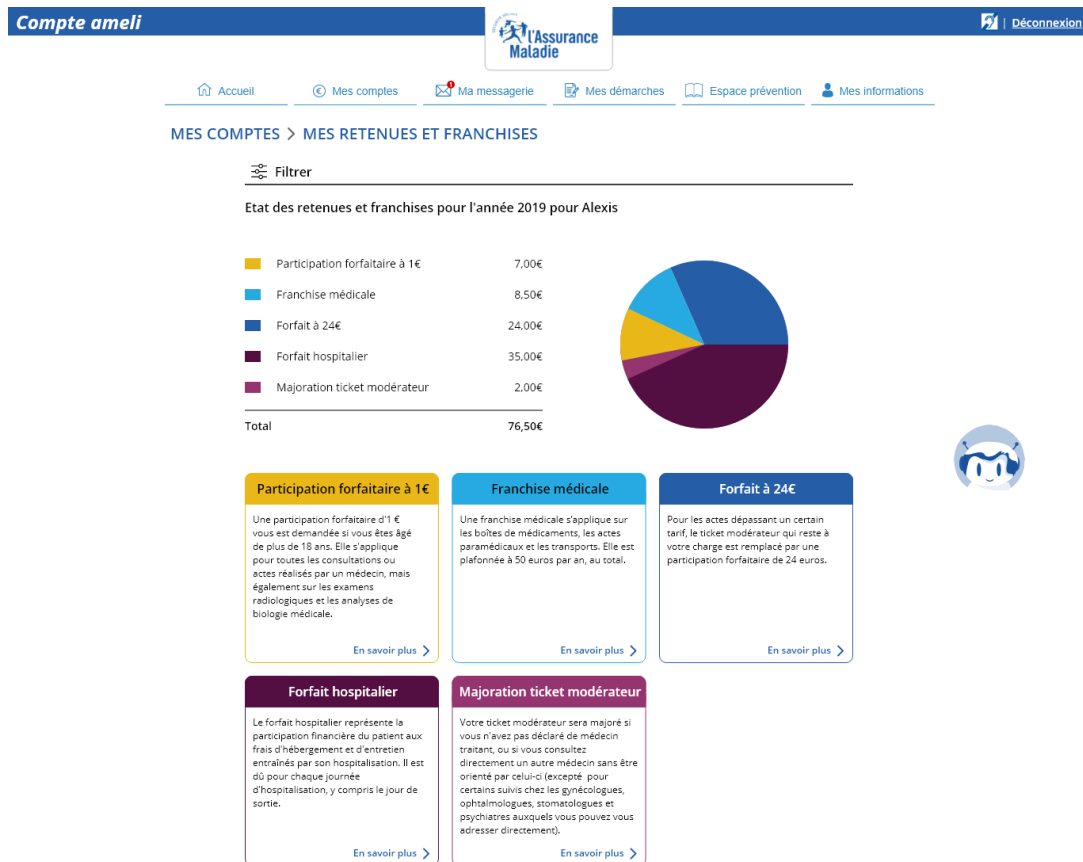 Compte ameli
l'Assurance
Maladie
| Déconnexion
Accueil
Mes comptes
1
Ma messagerie
Mes démarches
Espace prévention
Mes informations
MES COMPTES > MES RETENUES ET FRANCHISES
Filtrer
Etat des retenues et franchises pour l'année 2019 pour Alexis
Participation forfaitaire à 1€ 7,00€
Franchise médicale 8,50€
Forfait à 24€ 24,00€
Forfait hospitalier 35,00€
Majoration ticket modérateur 2,00€
Total 76,50€
Participation forfaitaire à 1€
Une participation forfaitaire d'1 €
vous est demandée si vous êtes âgé
de plus de 18 ans. Elle s'applique
pour toutes les consultations ou
actes réalisés par un médecin, mais
également sur les examens
radiologiques et les analyses de
biologie médicale.
En savoir plus
Franchise médicale
Une franchise médicale s'applique sur
les boîtes de médicaments, les actes
paramédicaux et les transports. Elle est
plafonnée à 50 euros par an, au total.
En savoir plus
Forfait à 24€
Pour les actes dépassant un certain
tarif, le ticket modérateur qui reste à
votre charge est remplacé par une
participation forfaitaire de 24 euros.
En savoir plus
Forfait hospitalier
Le forfait hospitalier représente la
participation financière du patient aux
frais d'hébergement et d'entretien
entraînés par son hospitalisation. Il est
dû pour chaque journée
d'hospitalisation, y compris le jour de
sortie.
En savoir plus
Majoration ticket modérateur
Votre ticket modérateur sera majoré si
vous n'avez pas déclaré de médecin
traitant, ou si vous consultez
directement un autre médecin sans être
orienté par celui-ci (excepté pour
certains suivis chez les gynécologues,
ophtalmologues, stomatologues et
psychiatres auxquels vous pouvez vous
adresser directement).
En savoir plus